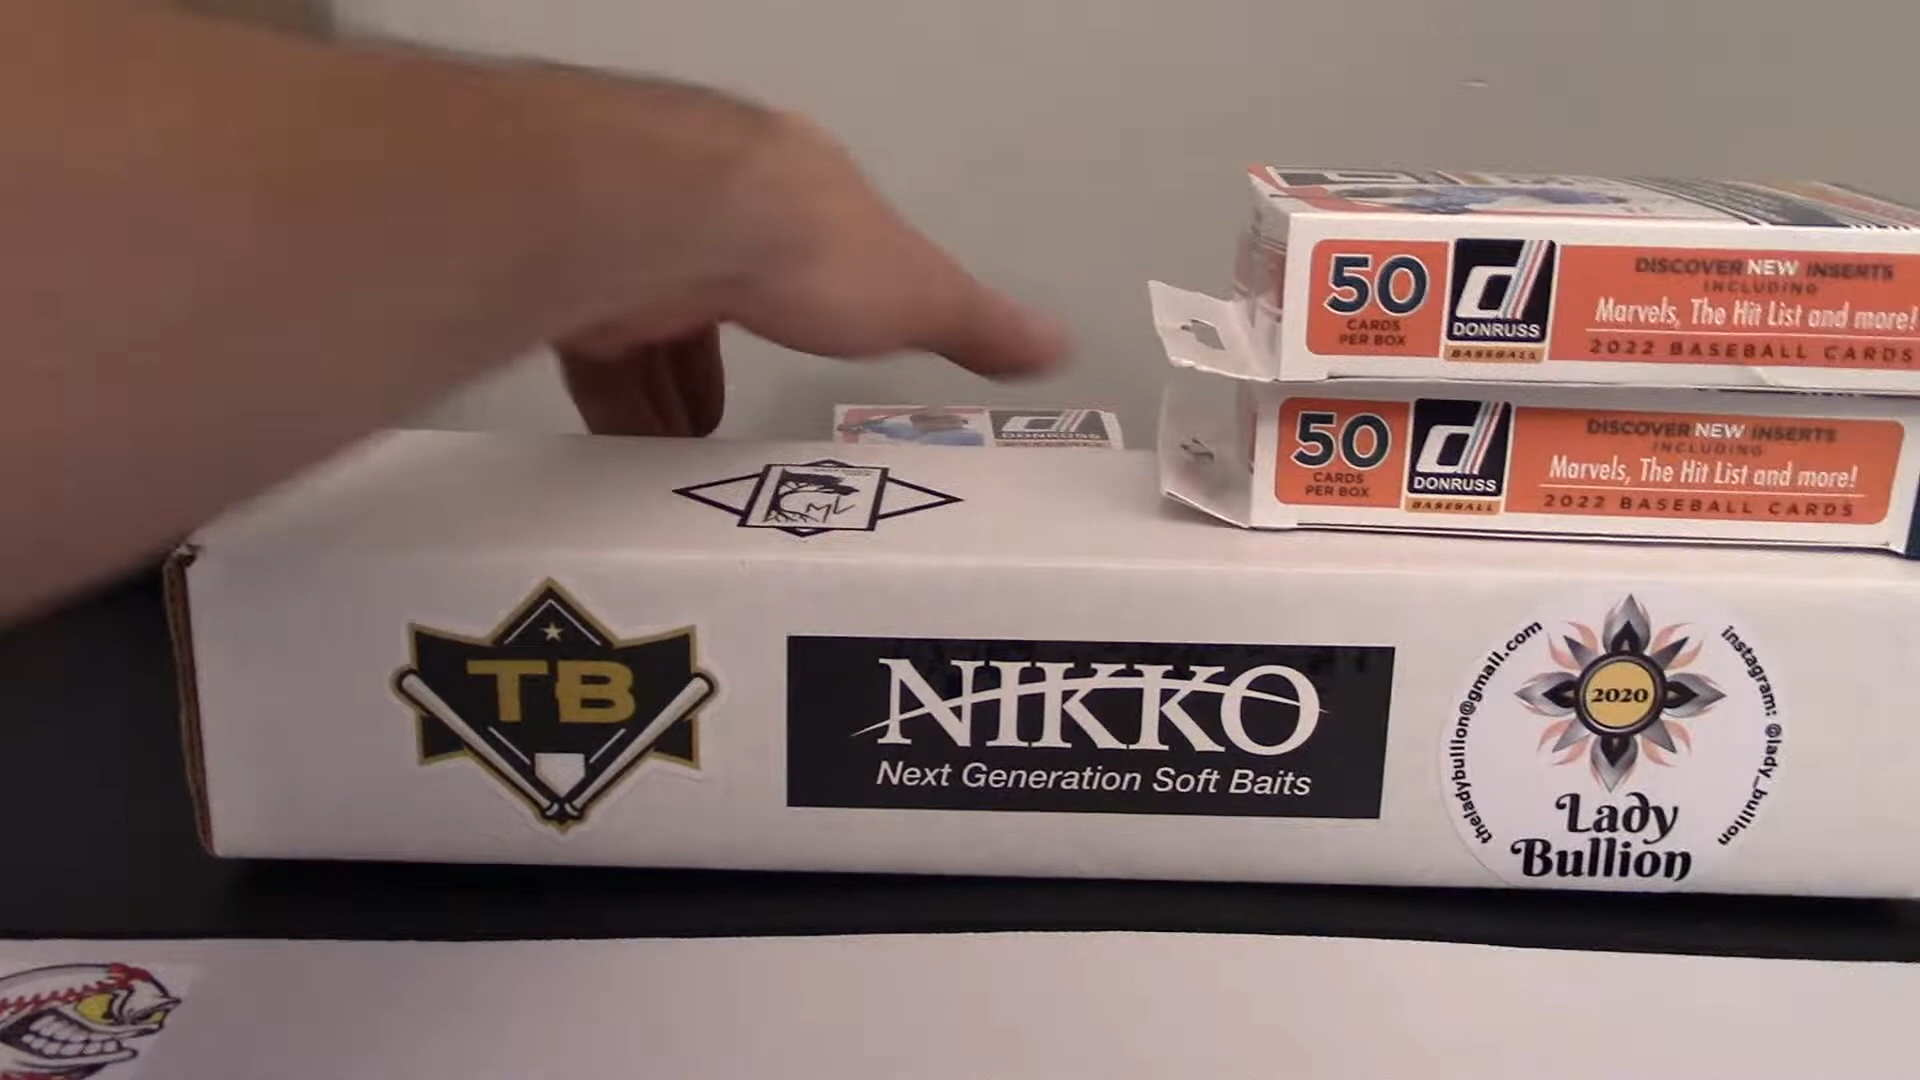 50
CARDS
PER BOX
DONRUSS
BASEBALL
DISCOVER NEW INSERTS
INCLUDING
Marvels, The Hit List and more!
2022 BASEBALL CARDS
50
CARDS
PER BOX
DONRUSS
BASEBALL
DISCOVER NEW INSERTS
INCLUDING
Marvels, The Hit List and more!
2022 BASEBALL CARDS
DONRUSS
CML
TB
NIKKO
Next Generation Soft Baits
theladybullion@gmail.com
instagram: @lady_bullion
2020
Lady
Bullion